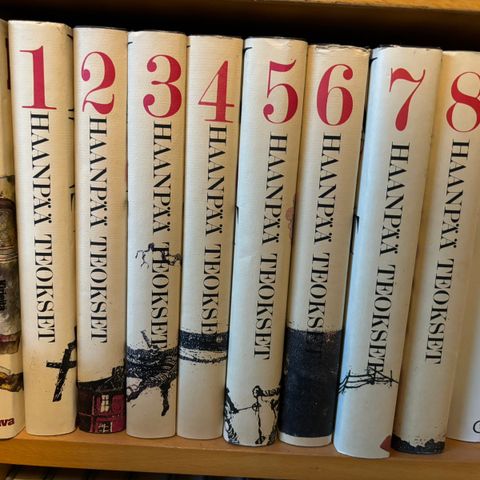 1 HAANPÄÄ TEOKSET
2 HAANPÄÄ TEOKSET
3 HAANPÄÄ TEOKSET
4 HAANPÄÄ TEOKSET
5 HAANPÄÄ TEOKSET
6 HAANPÄÄ TEOKSET
7 HAANPÄÄ TEOKSET
8 HAANPÄÄ TEOKSET